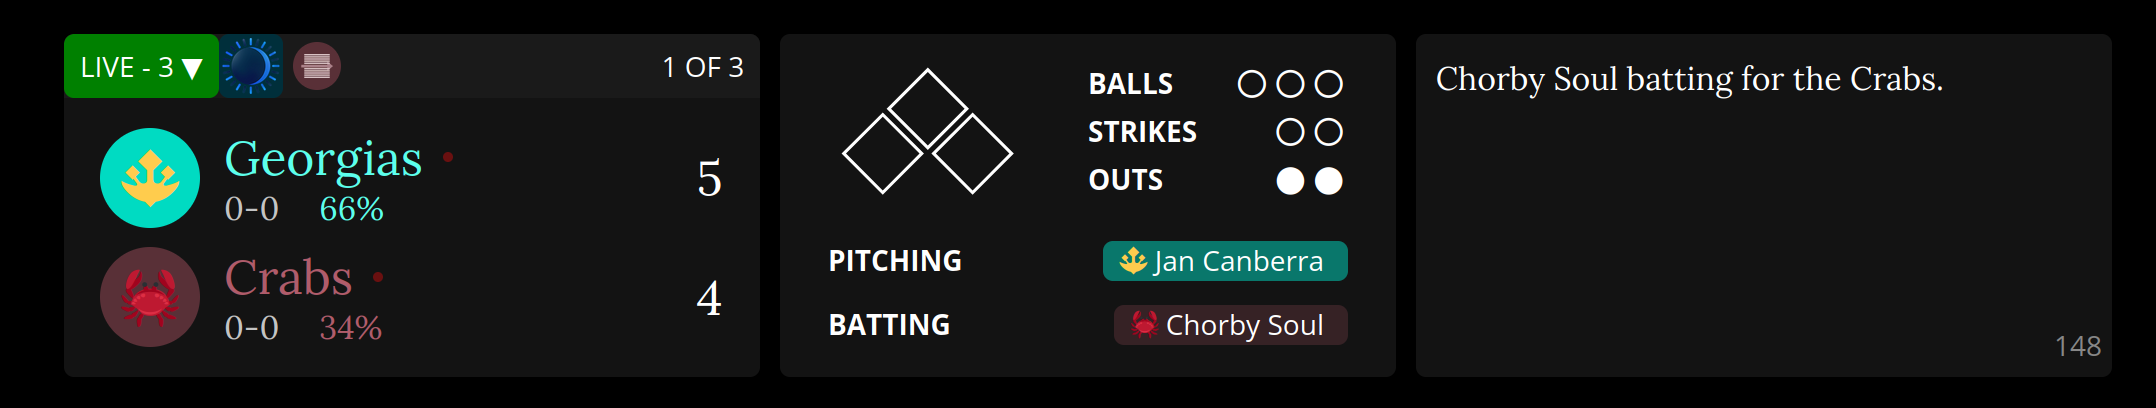 LIVE - 3 ▼ 1 OF 3
Georgias
0-0 66%
5
Crabs
0-0 34%
4
BALLS
STRIKES
OUTS
PITCHING Jan Canberra
BATTING Chorby Soul
Chorby Soul batting for the Crabs.
148